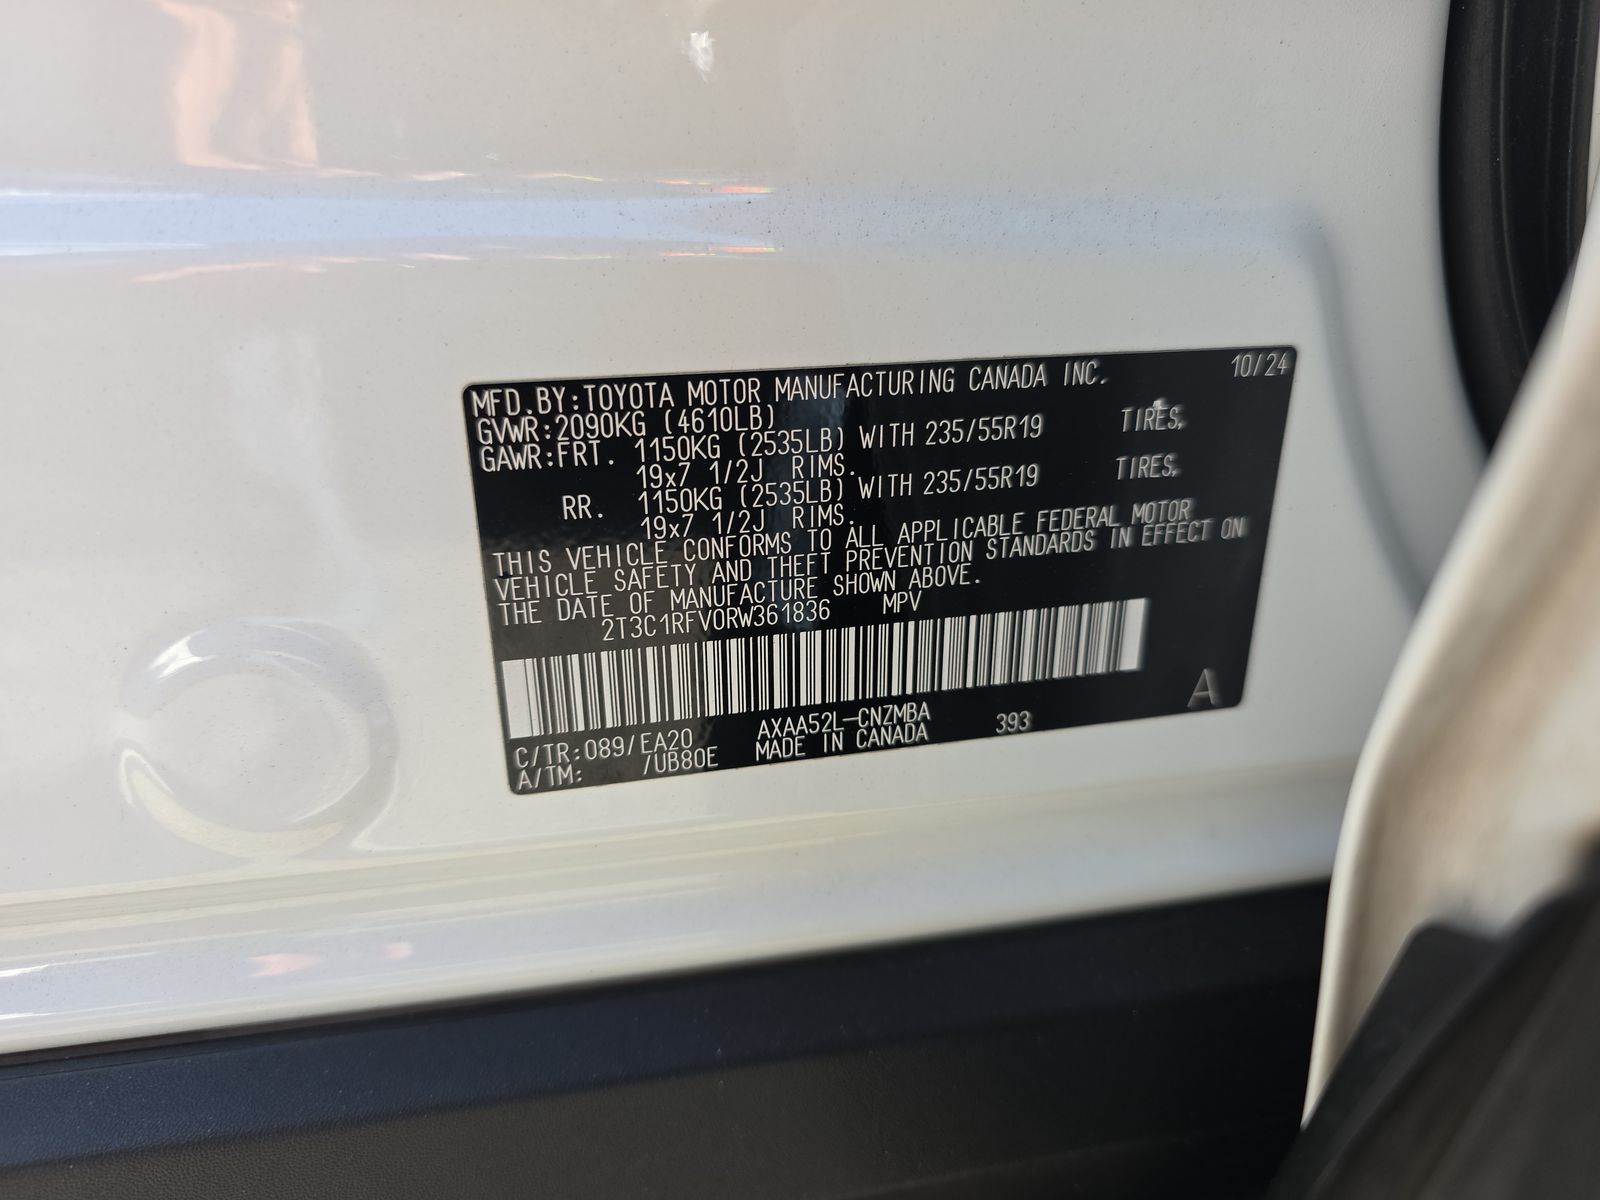 MFD.BY:TOYOTA MOTOR MANUFACTURING CANADA INC. 10/24
GVWR:2090KG (4610LB)
GAWR:FRT. 1150KG (2535LB) WITH 235/55R19 TIRES,
19x7 1/2J RIMS.
RR. 1150KG (2535LB) WITH 235/55R19 TIRES,
19x7 1/2J RIMS.
THIS VEHICLE CONFORMS TO ALL APPLICABLE FEDERAL MOTOR
VEHICLE SAFETY AND THEFT PREVENTION STANDARDS IN EFFECT ON
THE DATE OF MANUFACTURE SHOWN ABOVE.
2T3C1RFV0RW361836 MPV
C/TR:089/EA20 AXAA52L-CNZMBA 393 A
A/TM: /UB80E MADE IN CANADA